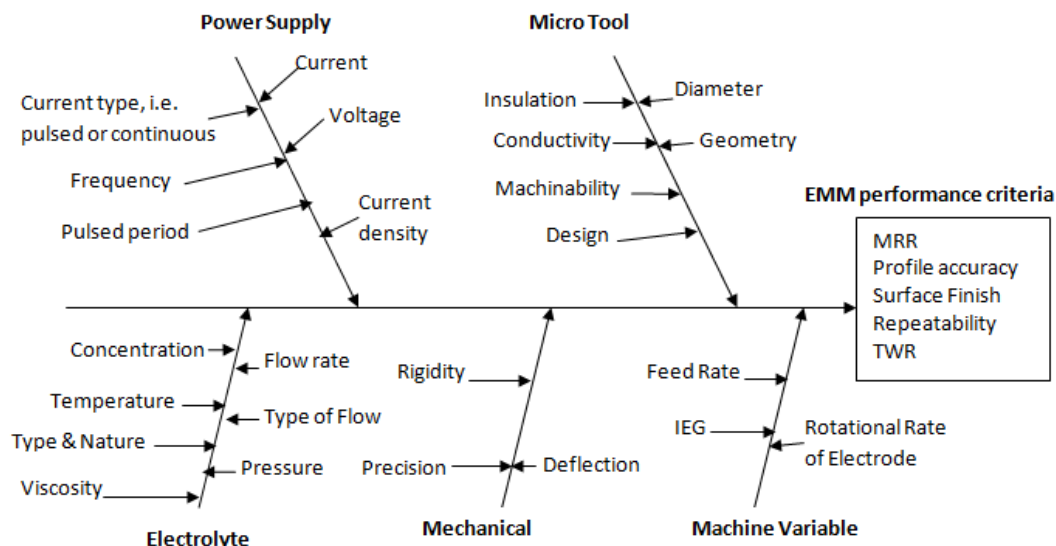 Power Supply
Micro Tool
Current
Current type, i.e.
pulsed or continuous
Voltage
Frequency
Pulsed period
Current
density
Insulation
Diameter
Conductivity
Geometry
Machinability
Design
EMM performance criteria
MRR
Profile accuracy
Surface Finish
Repeatability
TWR
Concentration
Flow rate
Temperature
Type of Flow
Type & Nature
Pressure
Viscosity
Electrolyte
Rigidity
Precision
Deflection
Mechanical
Feed Rate
IEG
Rotational Rate
of Electrode
Machine Variable